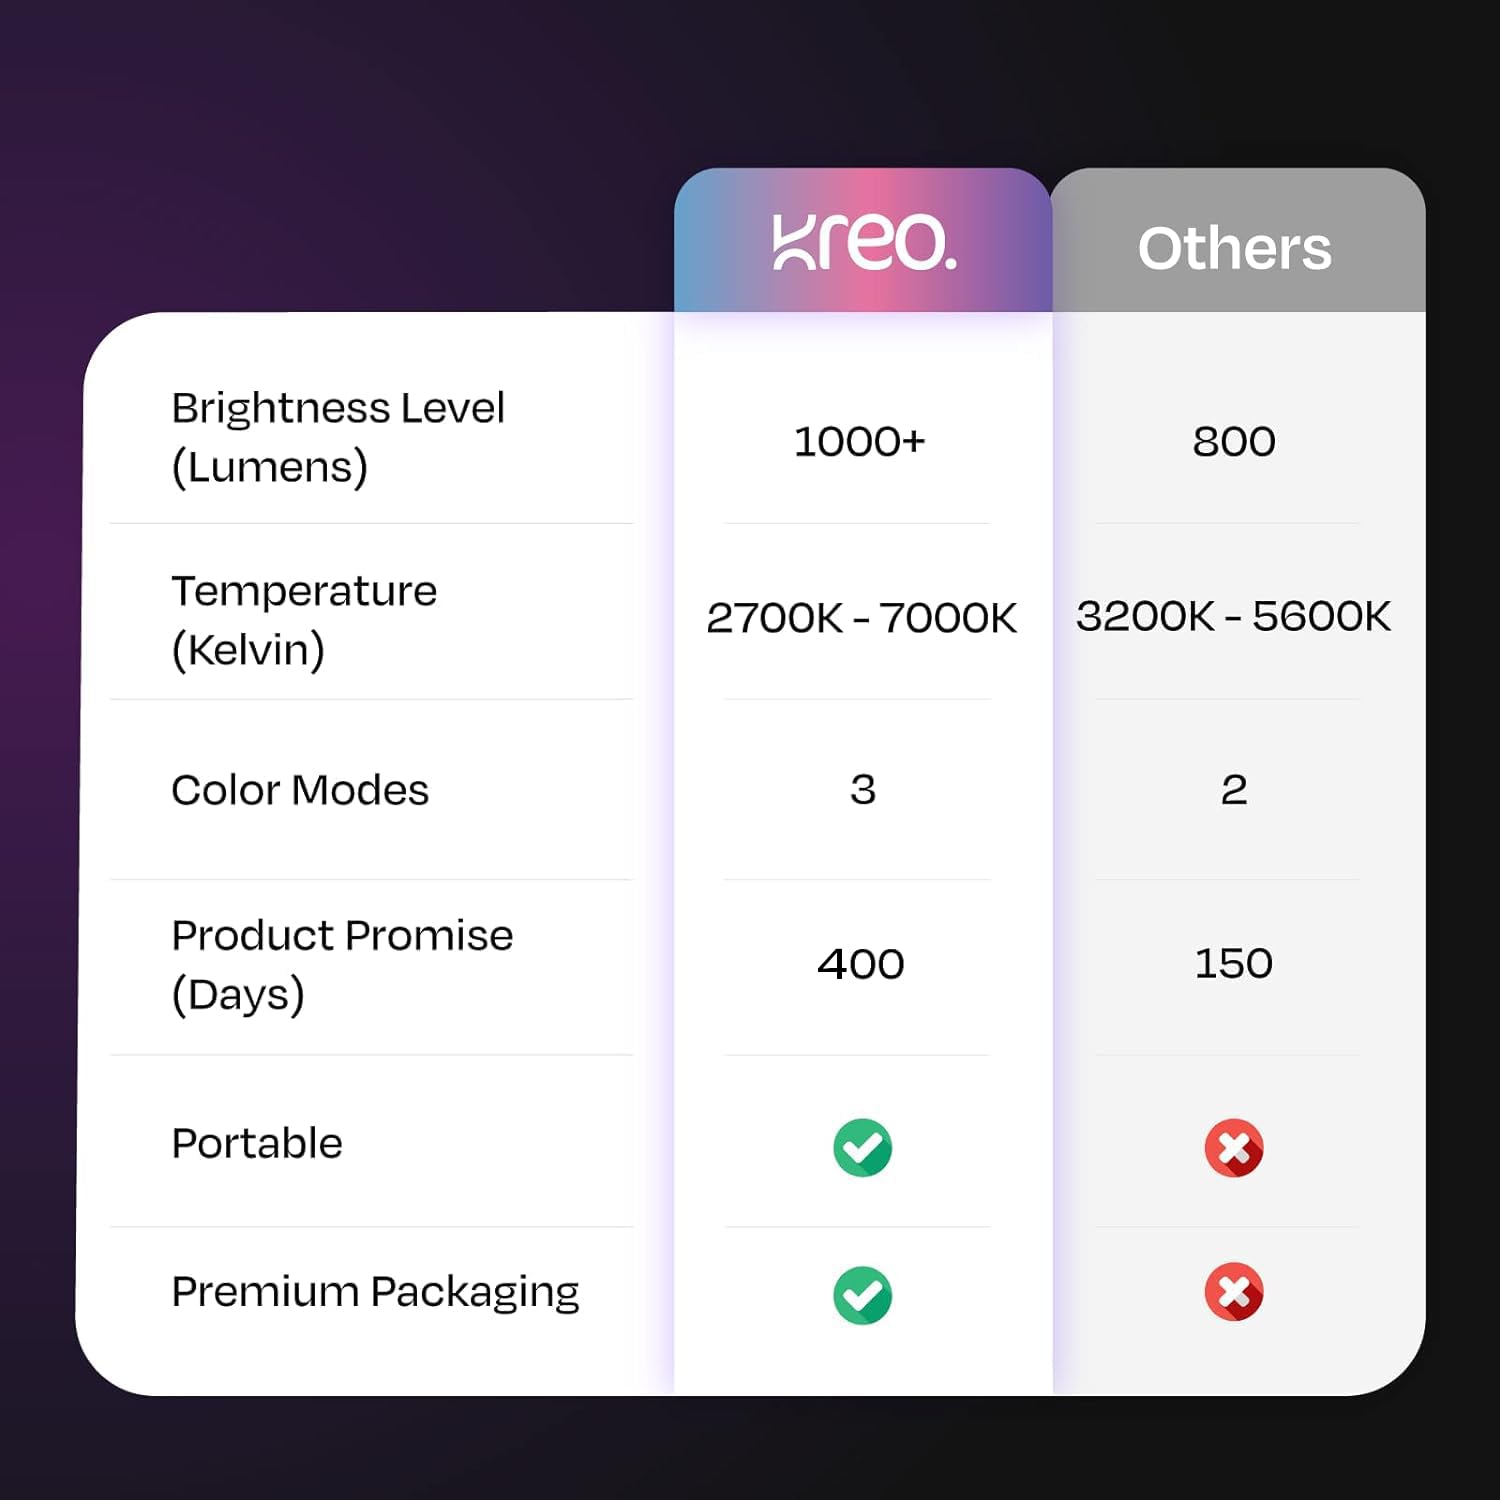 Kreo.
Others
Brightness Level
(Lumens)
1000+
800
Temperature
(Kelvin)
2700K - 7000K
3200K - 5600K
Color Modes
3
2
Product Promise
(Days)
400
150
Portable
Premium Packaging